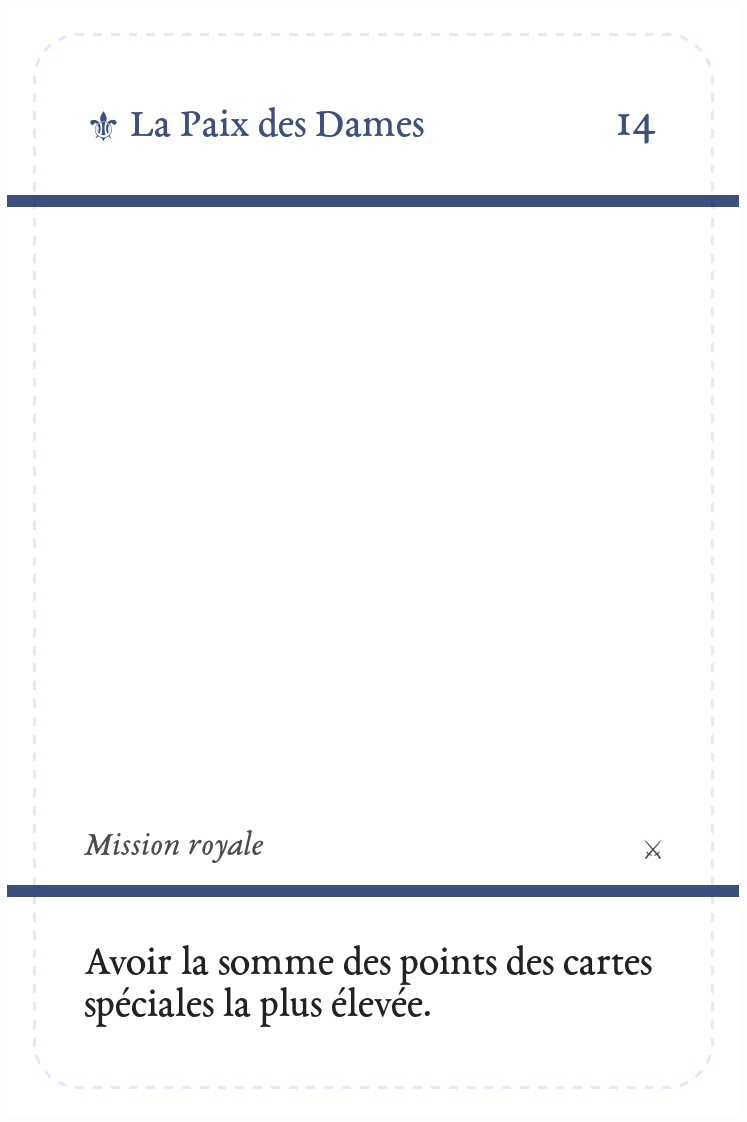 ⚜ La Paix des Dames 14
Mission royale ⚔
Avoir la somme des points des cartes
spéciales la plus élevée.